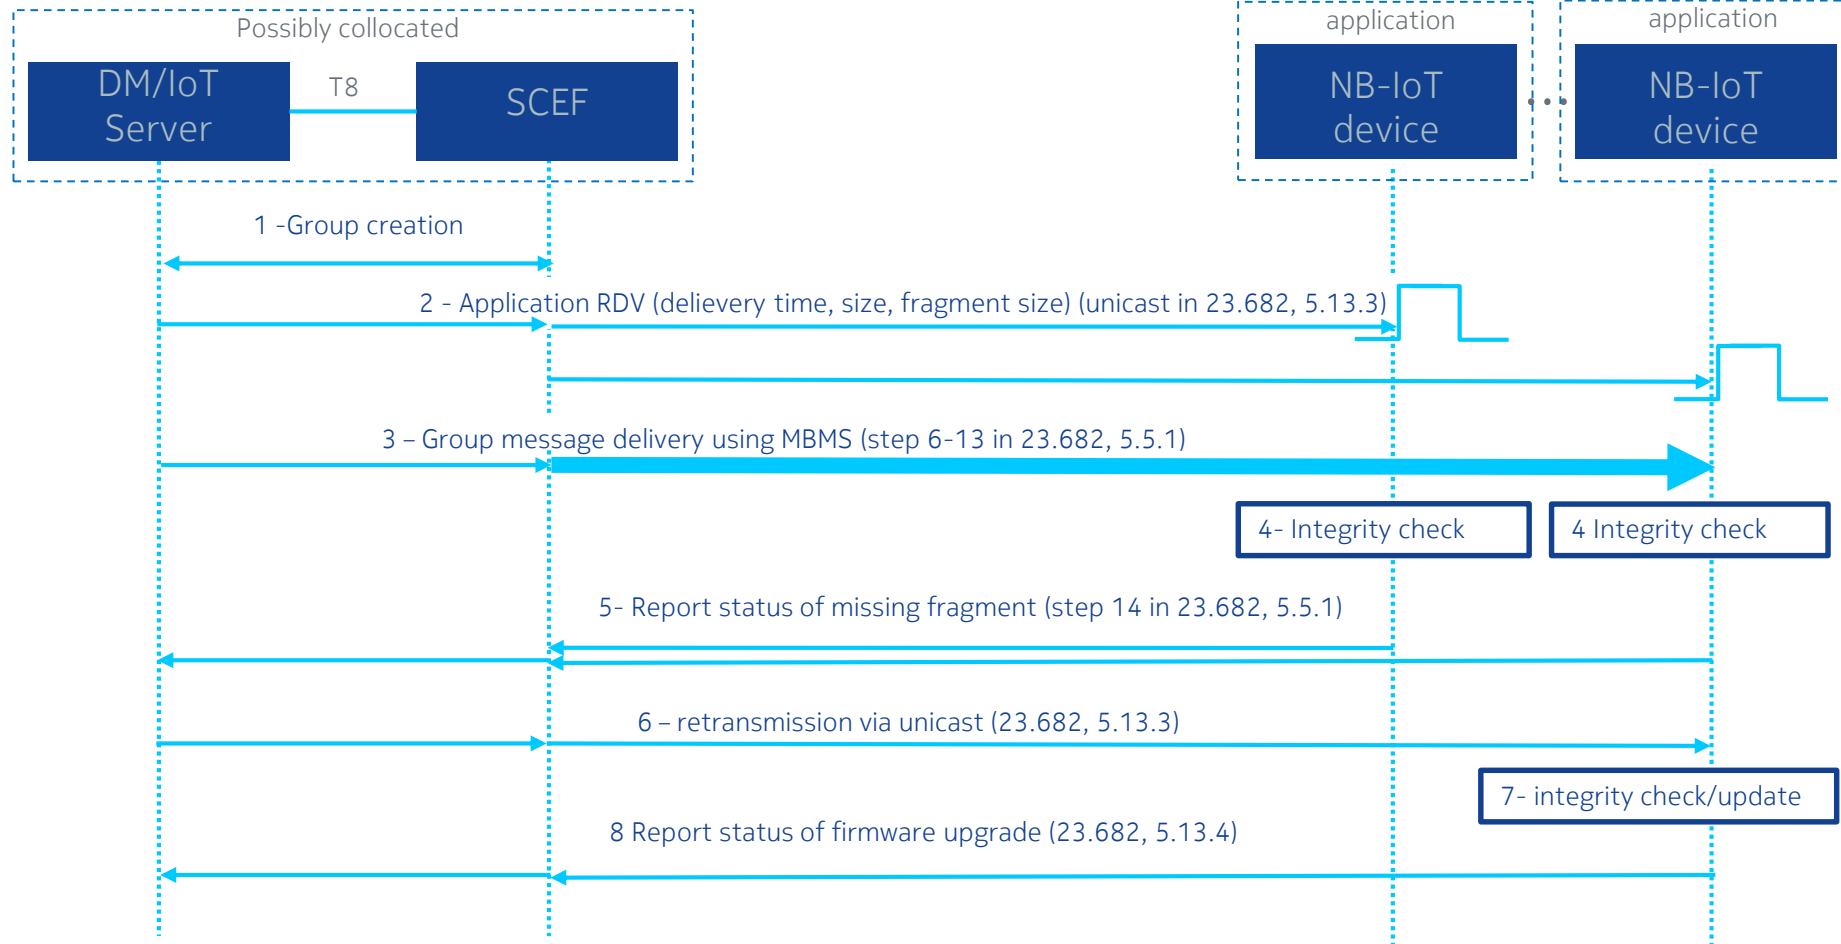 Possibly collocated
application
application
DM/IoT
Server
T8
SCEF
NB-IoT
device
...
NB-IoT
device
1 -Group creation
2 - Application RDV (delievery time, size, fragment size) (unicast in 23.682, 5.13.3)
3 – Group message delivery using MBMS (step 6-13 in 23.682, 5.5.1)
4- Integrity check
4 Integrity check
5- Report status of missing fragment (step 14 in 23.682, 5.5.1)
6 – retransmission via unicast (23.682, 5.13.3)
7- integrity check/update
8 Report status of firmware upgrade (23.682, 5.13.4)